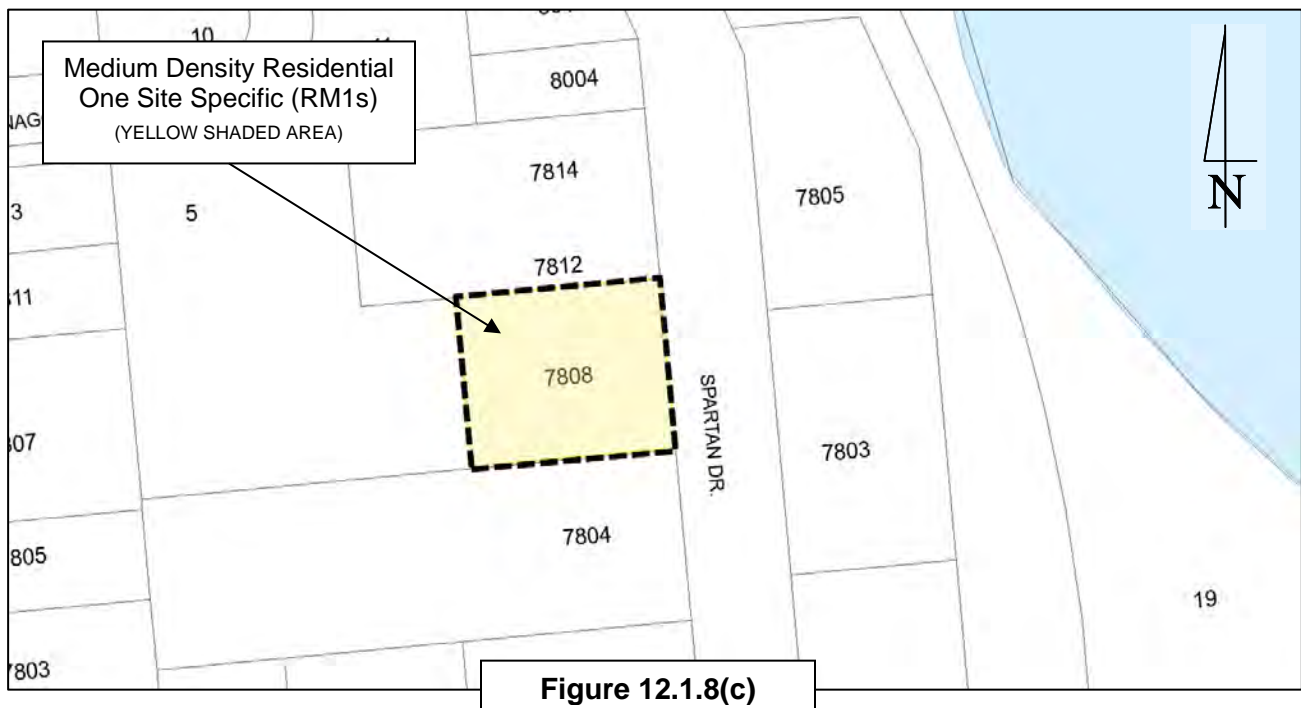 10
8004
Medium Density Residential
One Site Specific (RM1s)
(YELLOW SHADED AREA)
7814
7805
N
3
5
7812
7808
SPARTAN DR.
7803
7804
805
19
7803
Figure 12.1.8(c)